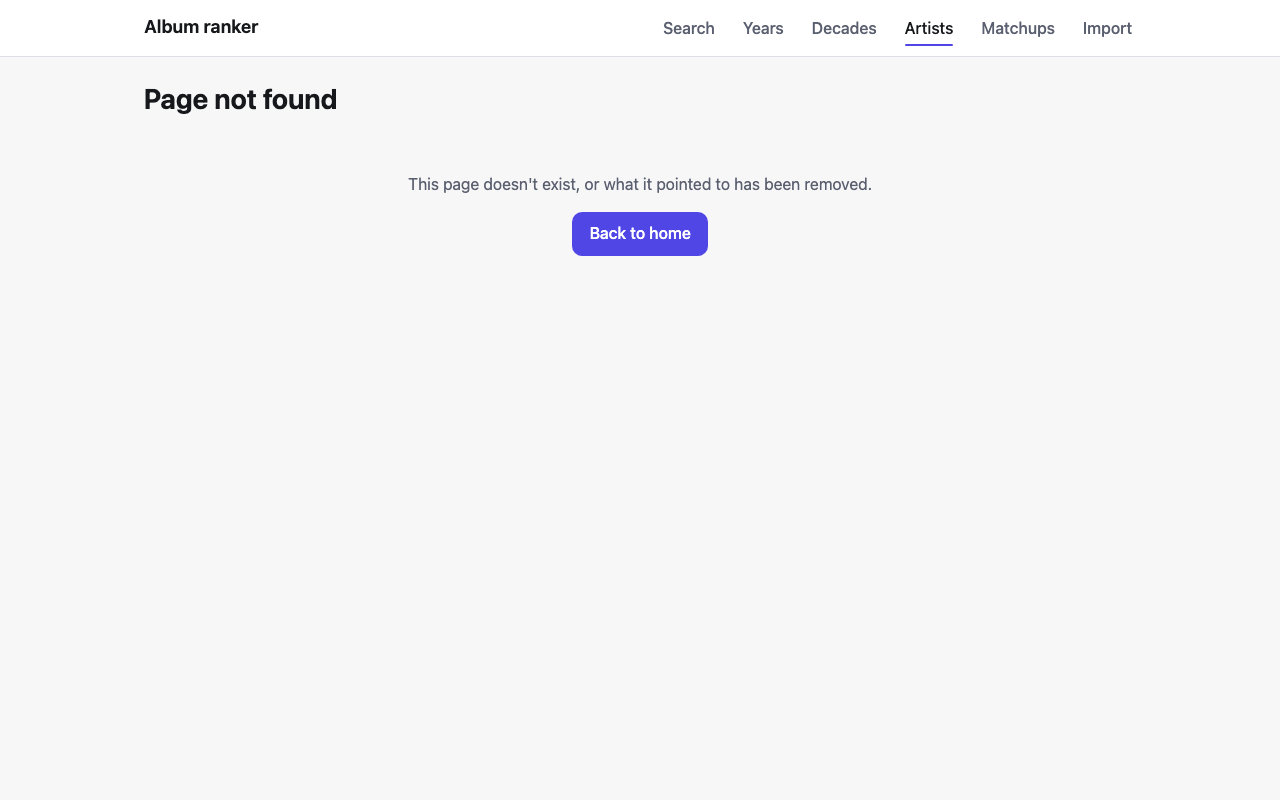 Album ranker
Search Years Decades Artists Matchups Import
Page not found
This page doesn't exist, or what it pointed to has been removed.
Back to home